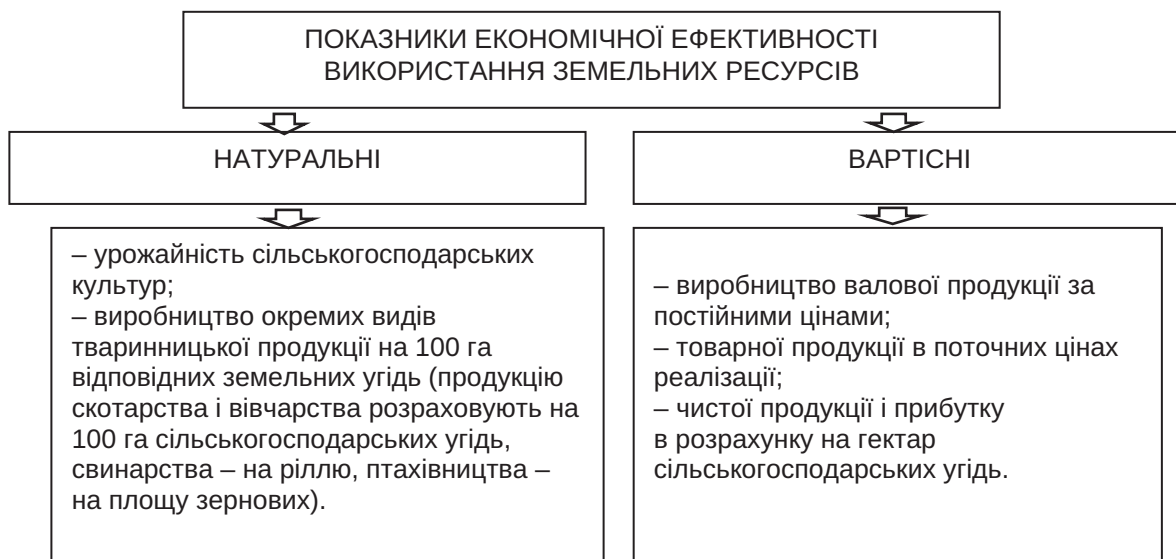 ПОКАЗНИКИ ЕКОНОМІЧНОЇ ЕФЕКТИВНОСТІ
ВИКОРИСТАННЯ ЗЕМЕЛЬНИХ РЕСУРСІВ
НАТУРАЛЬНІ
ВАРТІСНІ
– урожайність сільськогосподарських
культур;
– виробництво окремих видів
тваринницької продукції на 100 га
відповідних земельних угідь (продукцію
скотарства і вівчарства розраховують на
100 га сільськогосподарських угідь,
свинарства – на ріллю, птахівництва –
на площу зернових).
– виробництво валової продукції за
постійними цінами;
– товарної продукції в поточних цінах
реалізації;
– чистої продукції і прибутку
в розрахунку на гектар
сільськогосподарських угідь.